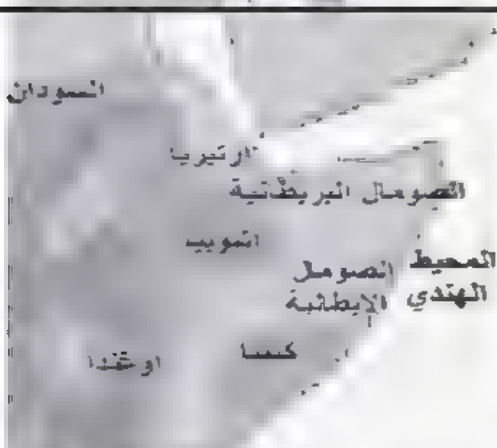 السودان
ارتيريا
الصومال البريطانية
اثيوبيا
المحيط
الهندي
الصومال
الإيطالية
كينيا
اوغندا